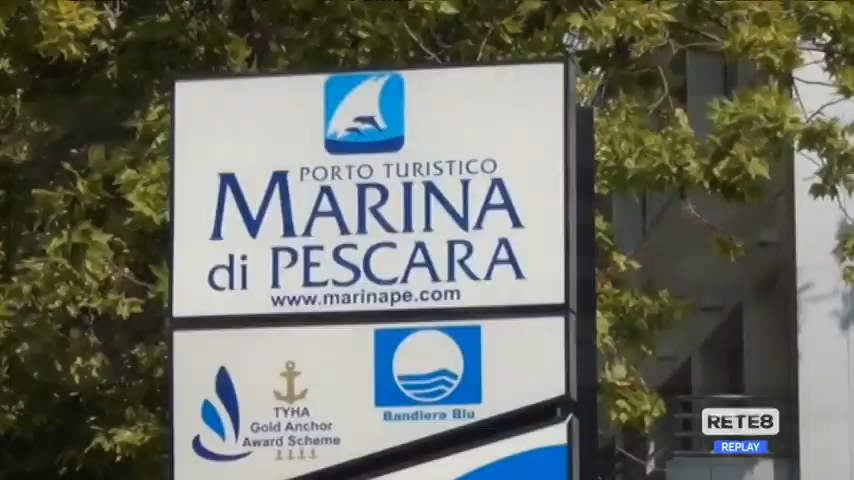 PORTO TURISTICO
MARINA
di PESCARA
www.marinape.com
TYHA
Gold Anchor
Award Scheme
Bandiera Blu
RETE8
REPLAY